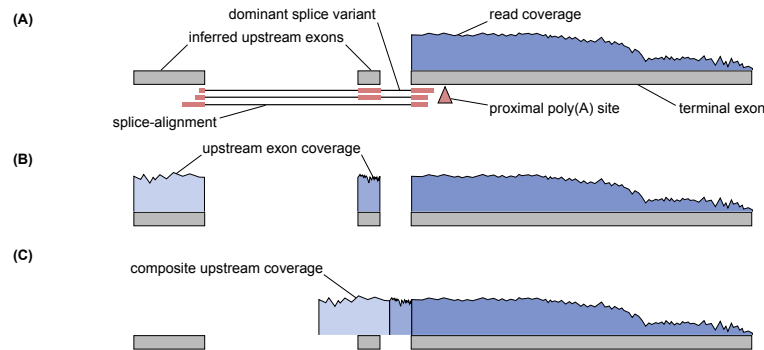 (A)
dominant splice variant
read coverage
inferred upstream exons
splice-alignment
proximal poly(A) site
terminal exon
(B)
upstream exon coverage
(C)
composite upstream coverage